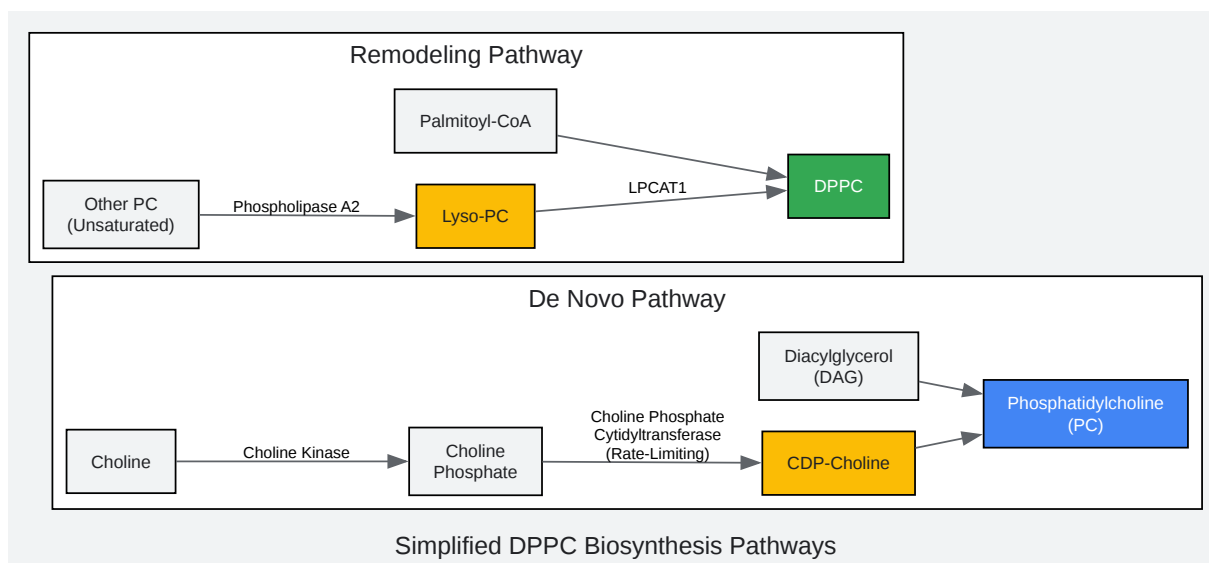 Remodeling Pathway
Palmitoyl-CoA
Other PC
(Unsaturated)
Phospholipase A2
Lyso-PC
LPCAT1
DPPC
De Novo Pathway
Diacylglycerol
(DAG)
Choline
Choline Kinase
Choline
Phosphate
Choline Phosphate
Cytidyltransferase
(Rate-Limiting)
CDP-Choline
Phosphatidylcholine
(PC)
Simplified DPPC Biosynthesis Pathways